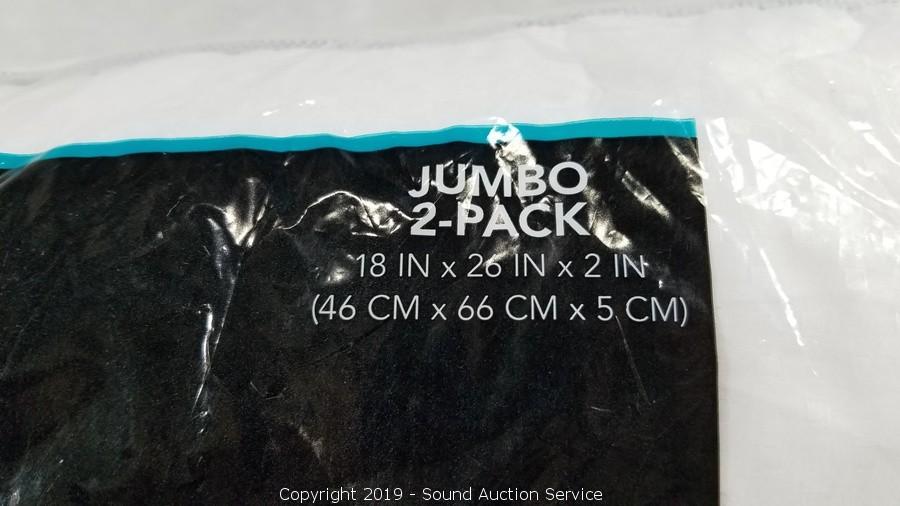 JUMBO
2-PACK
18 IN x 26 IN x 2 IN
(46 CM x 66 CM x 5 CM)
Copyright 2019 - Sound Auction Service